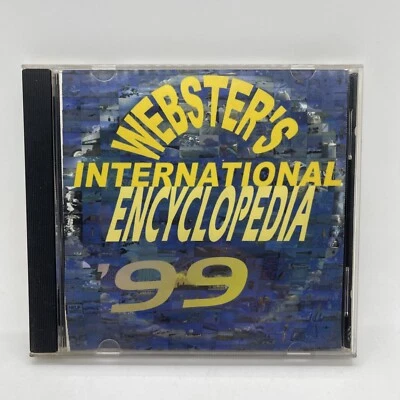 WEBSTER'S
INTERNATIONAL
ENCYCLOPEDIA
'99